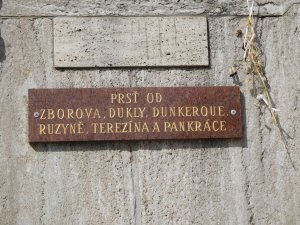 PRSŤ OD
ZBOROVA, DUKLY, DUNKERQUE,
RUZYNĚ, TEREZÍNA A PANKRÁCE